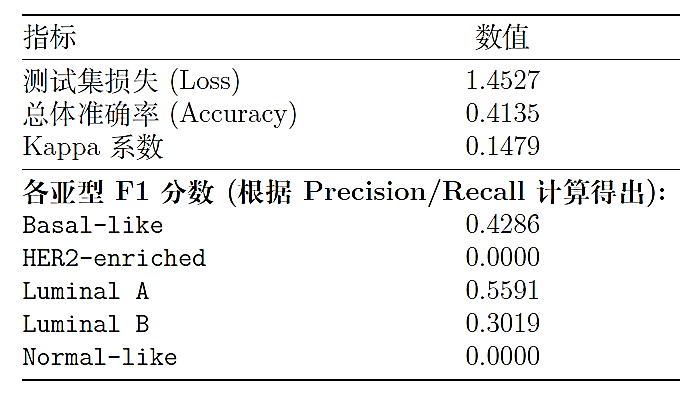 指标 数值
测试集损失 (Loss) 1.4527
总体准确率 (Accuracy) 0.4135
Kappa 系数 0.1479
各亚型 F1 分数 (根据 Precision/Recall 计算得出):
Basal-like 0.4286
HER2-enriched 0.0000
Luminal A 0.5591
Luminal B 0.3019
Normal-like 0.0000